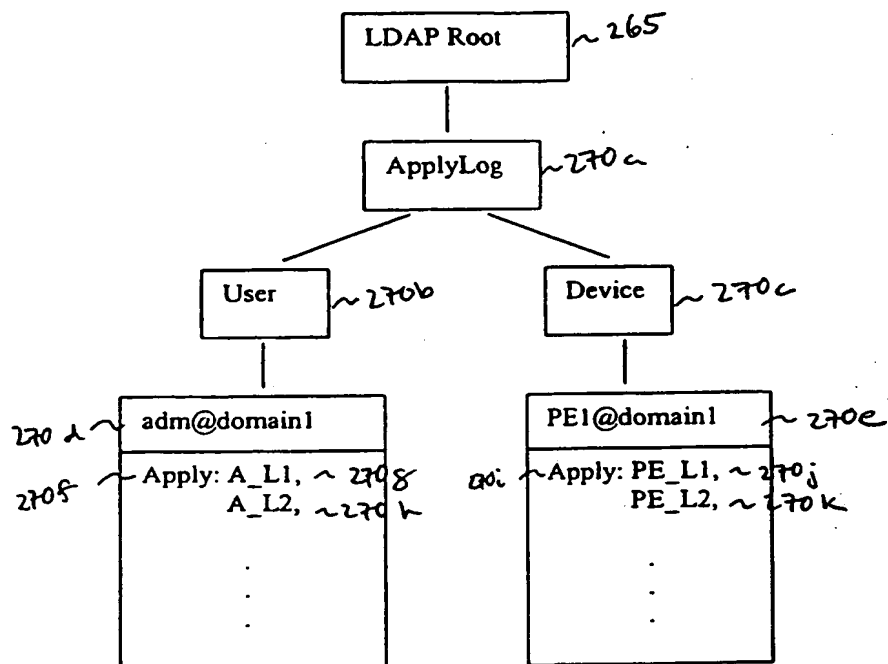 LDAP Root ~ 265
ApplyLog ~ 270a
User ~ 270b
Device ~ 270c
270d ~ adm@domain1
PE1@domain1 ~ 270e
270f ~ Apply: A_L1, ~ 270g
A_L2, ~ 270h
270i ~ Apply: PE_L1, ~ 270j
PE_L2, ~ 270k